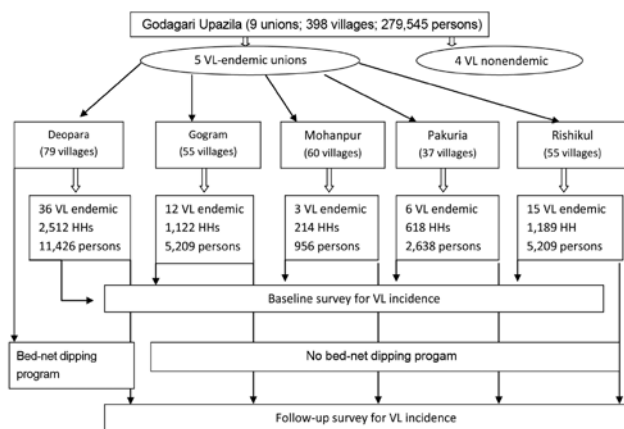 Godagari Upazila (9 unions; 398 villages; 279,545 persons)
5 VL-endemic unions
4 VL nonendemic
Deopara
(79 villages)
Gogram
(55 villages)
Mohanpur
(60 villages)
Pakuria
(37 villages)
Rishikul
(55 villages)
36 VL endemic
2,512 HHs
11,426 persons
12 VL endemic
1,122 HHs
5,209 persons
3 VL endemic
214 HHs
956 persons
6 VL endemic
618 HHs
2,638 persons
15 VL endemic
1,189 HH
5,209 persons
Baseline survey for VL incidence
Bed-net dipping
program
No bed-net dipping progam
Follow-up survey for VL incidence